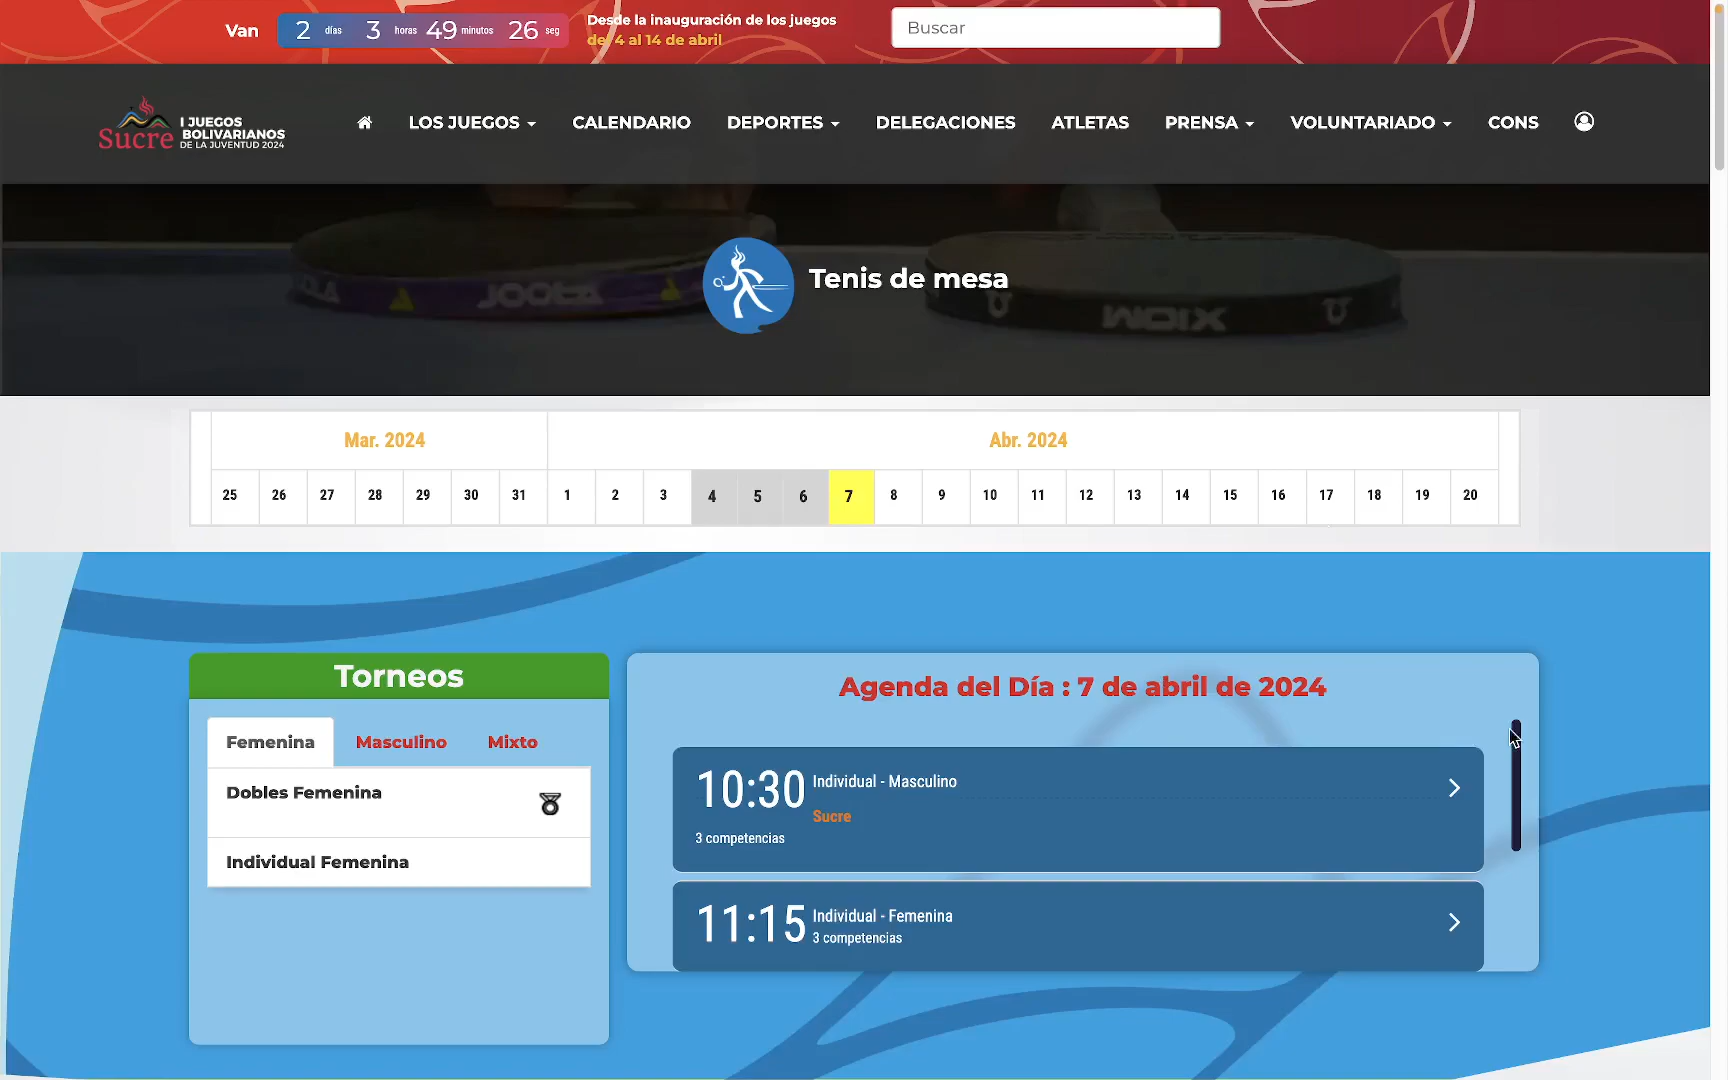 Van 2 días 3 horas 49 minutos 26 seg
Desde la inauguración de los juegos
del 4 al 14 de abril
Buscar
Sucre I JUEGOS
BOLIVARIANOS
DE LA JUVENTUD 2024
LOS JUEGOS CALENDARIO DEPORTES DELEGACIONES ATLETAS PRENSA VOLUNTARIADO CONS
JOOLA
XIOM
Tenis de mesa
Mar. 2024 Abr. 2024
25 26 27 28 29 30 31 1 2 3 4 5 6 7 8 9 10 11 12 13 14 15 16 17 18 19 20
Torneos
Femenina Masculino Mixto
Dobles Femenina
Individual Femenina
Agenda del Día : 7 de abril de 2024
10:30 Individual - Masculino
Sucre
3 competencias
11:15 Individual - Femenina
3 competencias